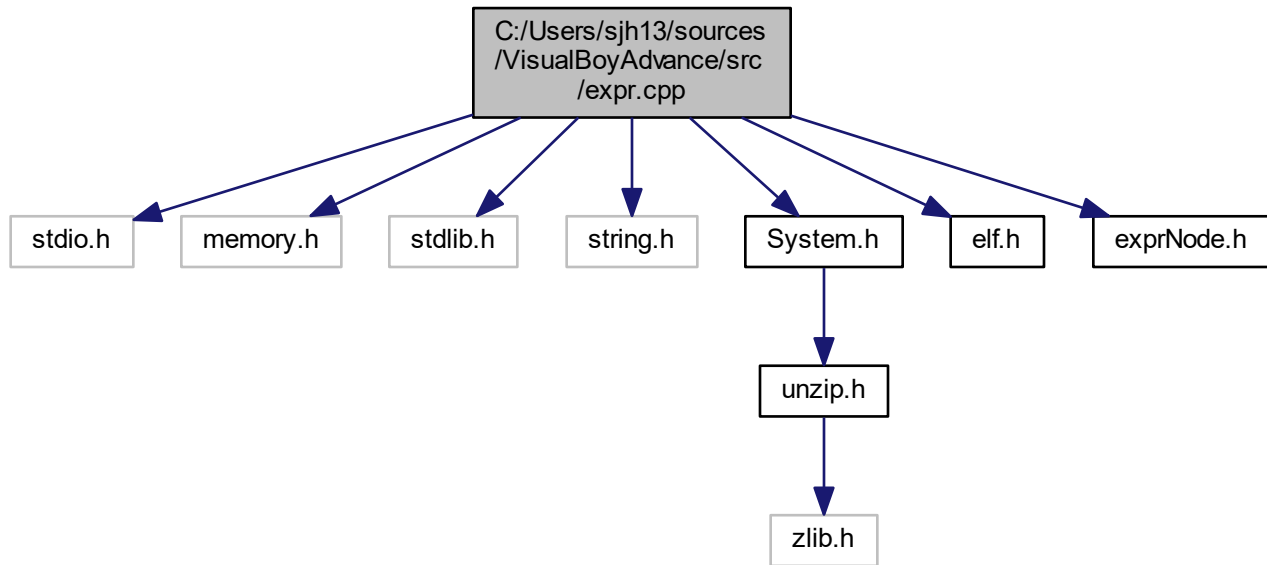 C:/Users/sjh13/sources
/VisualBoyAdvance/src
/expr.cpp
stdio.h
memory.h
stdlib.h
string.h
System.h
elf.h
exprNode.h
unzip.h
zlib.h